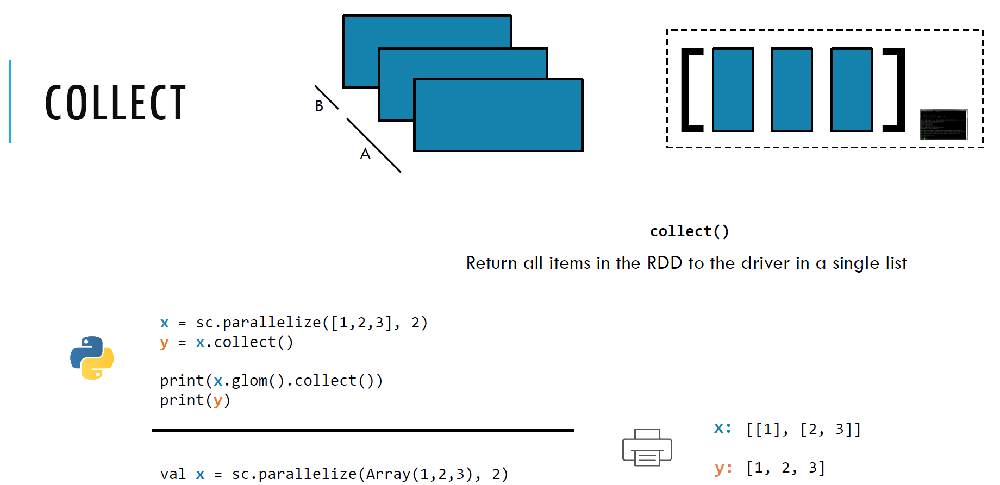 COLLECT
B
A
collect()
Return all items in the RDD to the driver in a single list
x = sc.parallelize([1,2,3], 2)
y = x.collect()
print(x.glom().collect())
print(y)
x: [[1], [2, 3]]
y: [1, 2, 3]
val x = sc.parallelize(Array(1,2,3), 2)